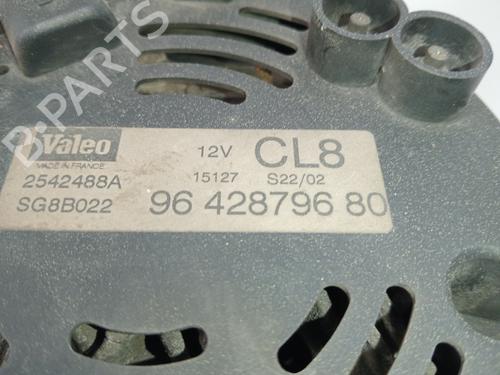 B-PARTS
Valeo
MADE IN FRANCE
12V CL8
2542488A 15127 S22/02
SG8B022 96 428796 80